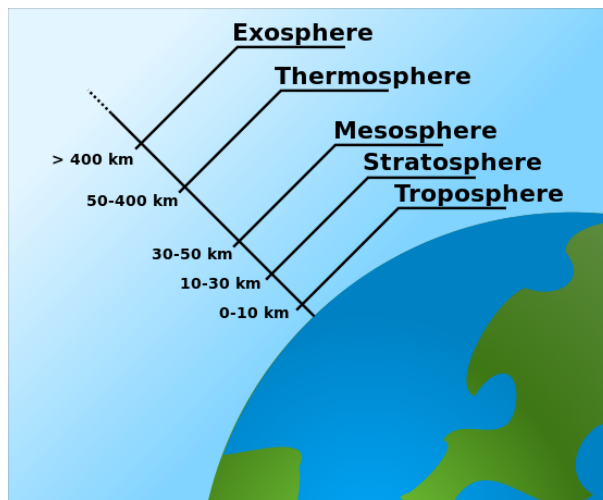 Exosphere
Thermosphere
Mesosphere
Stratosphere
Troposphere
> 400 km
50-400 km
30-50 km
10-30 km
0-10 km